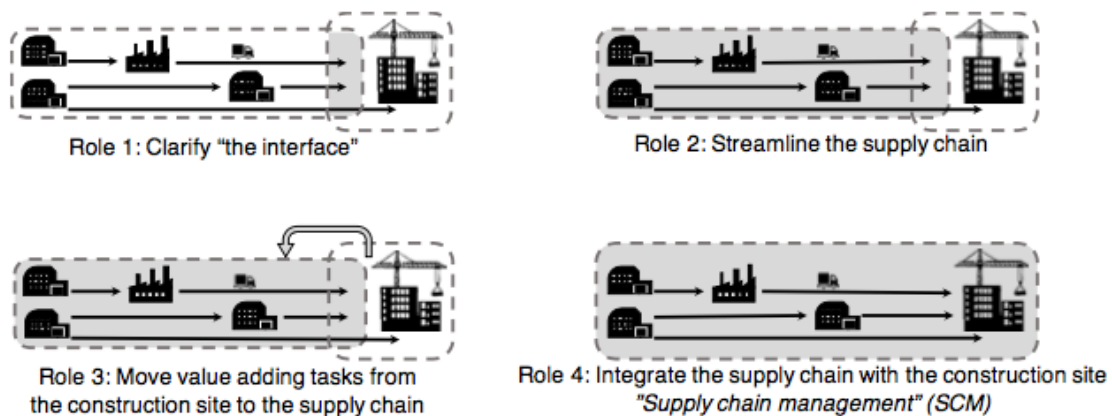 Role 1: Clarify “the interface”
Role 2: Streamline the supply chain
Role 3: Move value adding tasks from
the construction site to the supply chain
Role 4: Integrate the supply chain with the construction site
"Supply chain management" (SCM)